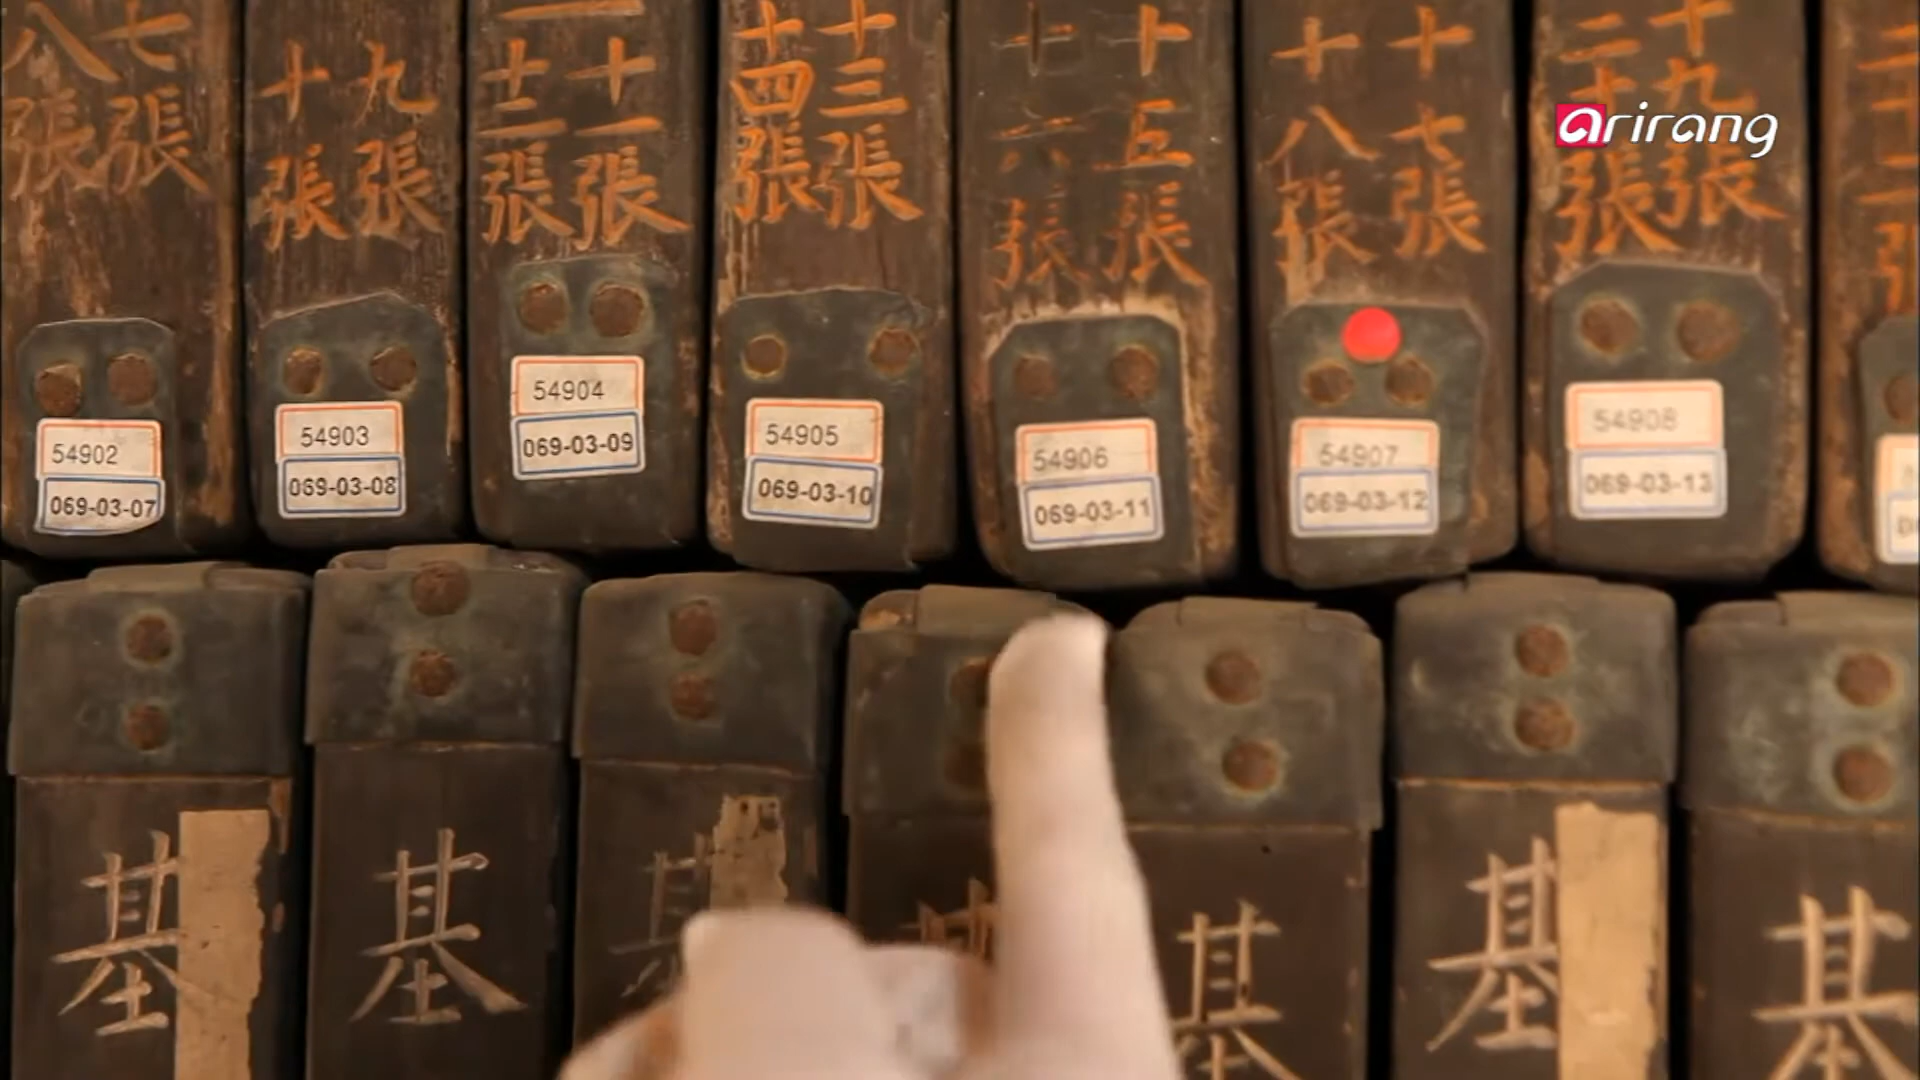 八 七
張 張
十 九
張 張
十二 十一
張 張
十四 十三
張 張
十六 十五
張 張
十八 十七
張 張
二十 十九
張 張
arirang
54902
069-03-07
54903
069-03-08
54904
069-03-09
54905
069-03-10
54906
069-03-11
54907
069-03-12
54908
069-03-13
基
基
基
基
基